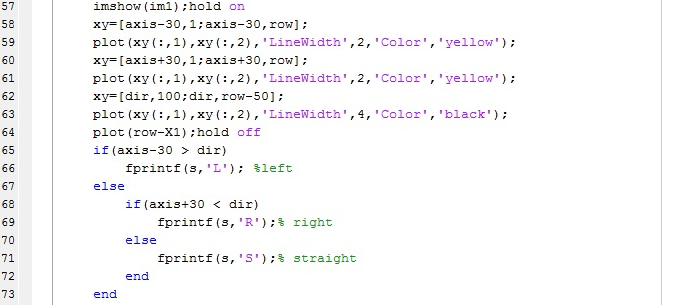 57 imshow(im1);hold on
58 xy=[axis-30,1;axis-30,row];
59 plot(xy(:,1),xy(:,2),'LineWidth',2,'Color','yellow');
60 xy=[axis+30,1;axis+30,row];
61 plot(xy(:,1),xy(:,2),'LineWidth',2,'Color','yellow');
62 xy=[dir,100;dir,row-50];
63 plot(xy(:,1),xy(:,2),'LineWidth',4,'Color','black');
64 plot(row-X1);hold off
65 if(axis-30 > dir)
66 fprintf(s,'L'); %left
67 else
68 if(axis+30 < dir)
69 fprintf(s,'R');% right
70 else
71 fprintf(s,'S');% straight
72 end
73 end